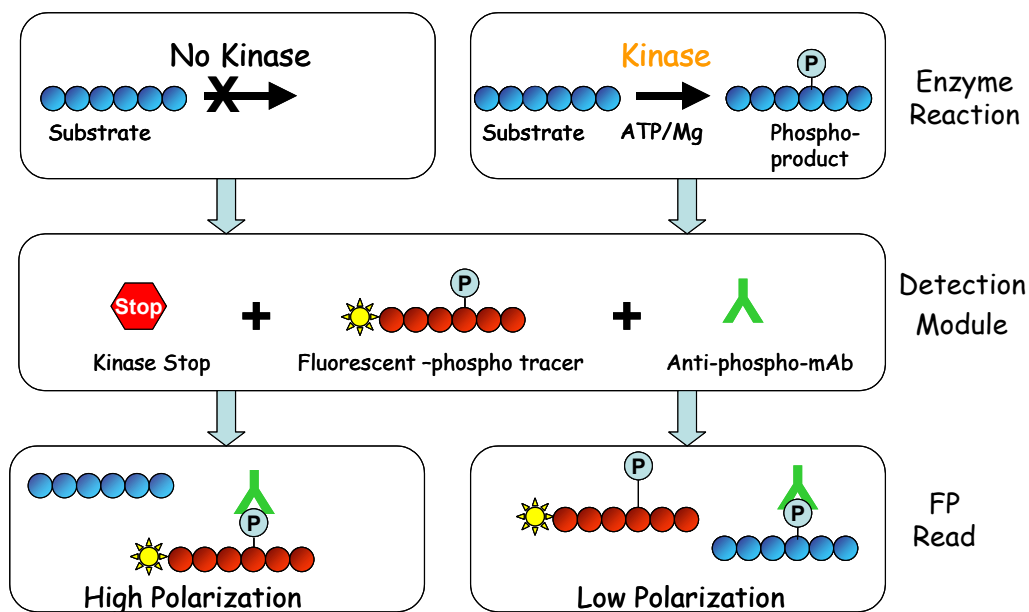 No Kinase
Substrate
Kinase
P
Substrate
ATP/Mg
Phospho-
product
Enzyme
Reaction
Stop
+
P
+
Kinase Stop
Fluorescent –phospho tracer
Anti-phospho-mAb
Detection
Module
P
High Polarization
P
P
Low Polarization
FP
Read